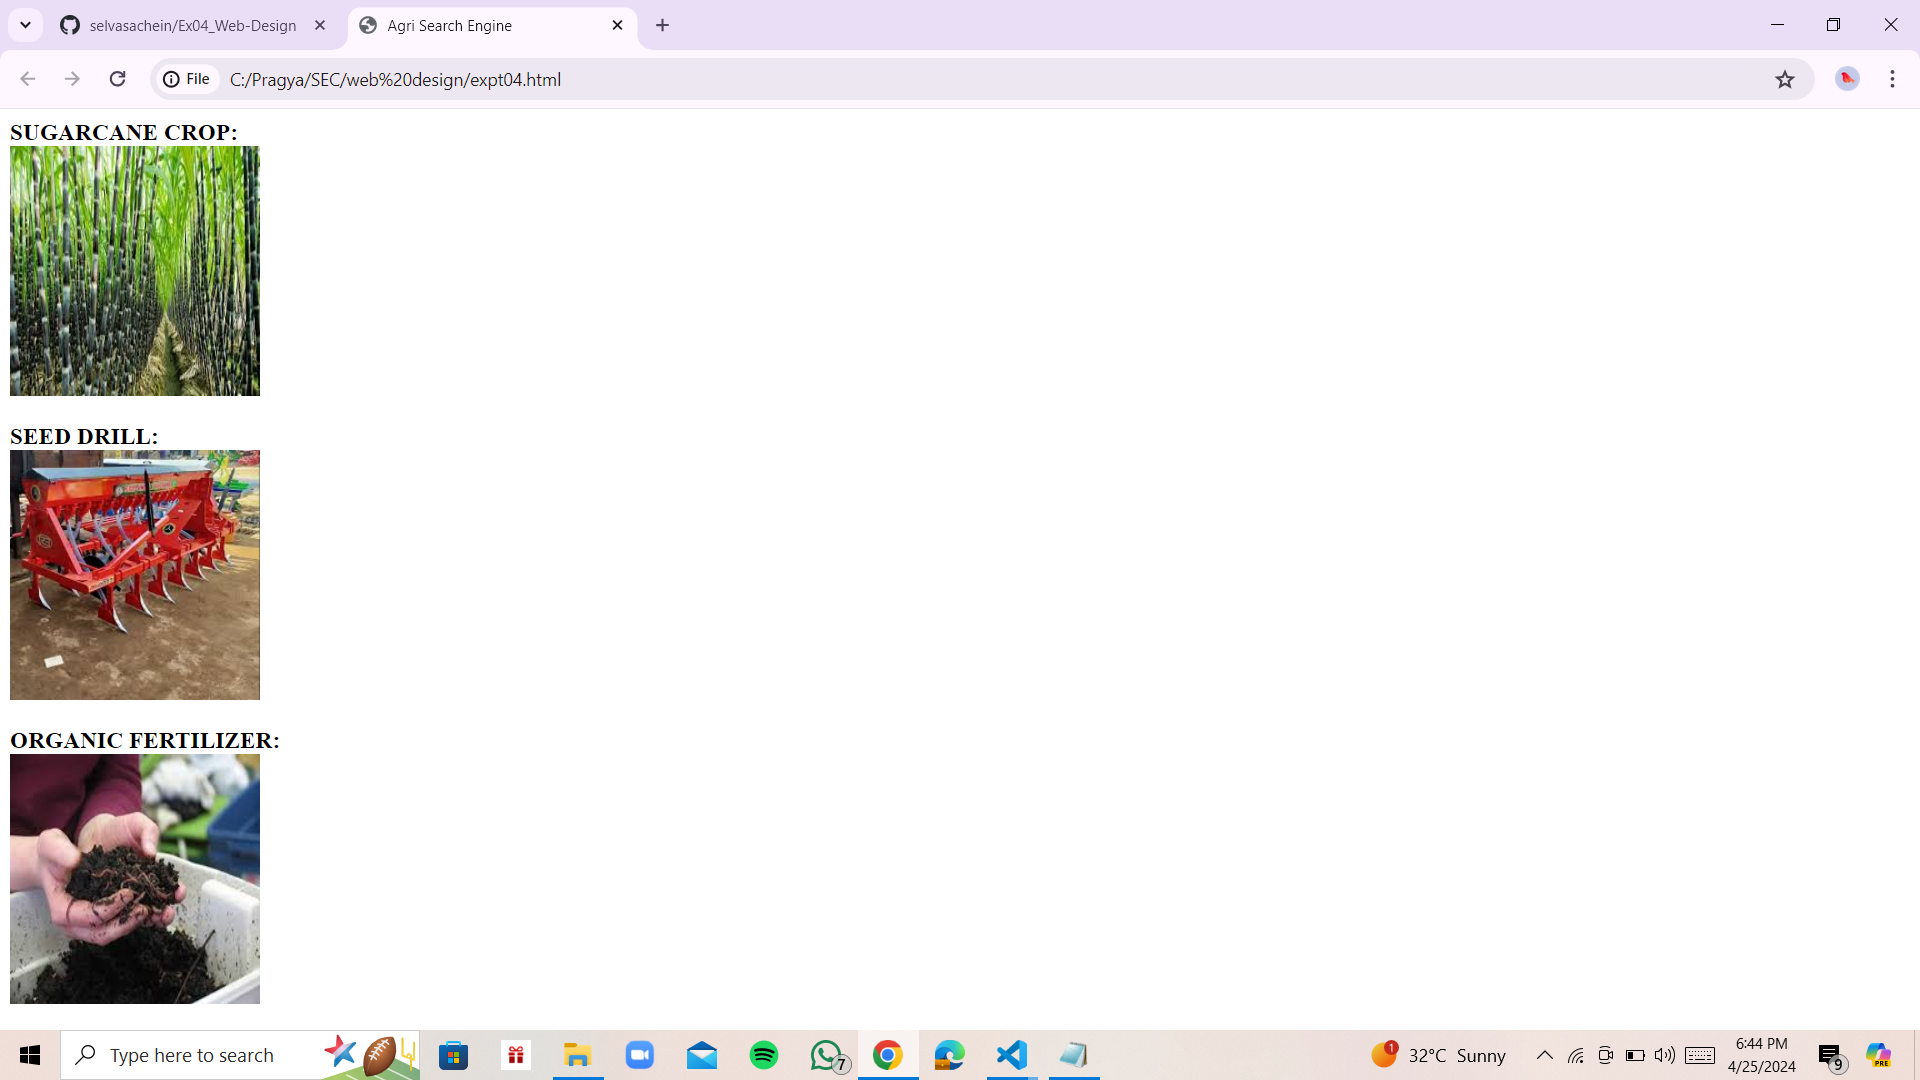 selvasachein/Ex04_Web-Design
Agri Search Engine
File
C:/Pragya/SEC/web%20design/expt04.html
SUGARCANE CROP:
SEED DRILL:
ORGANIC FERTILIZER:
Type here to search
7
1
32°C Sunny
6:44 PM
4/25/2024
9
PRE